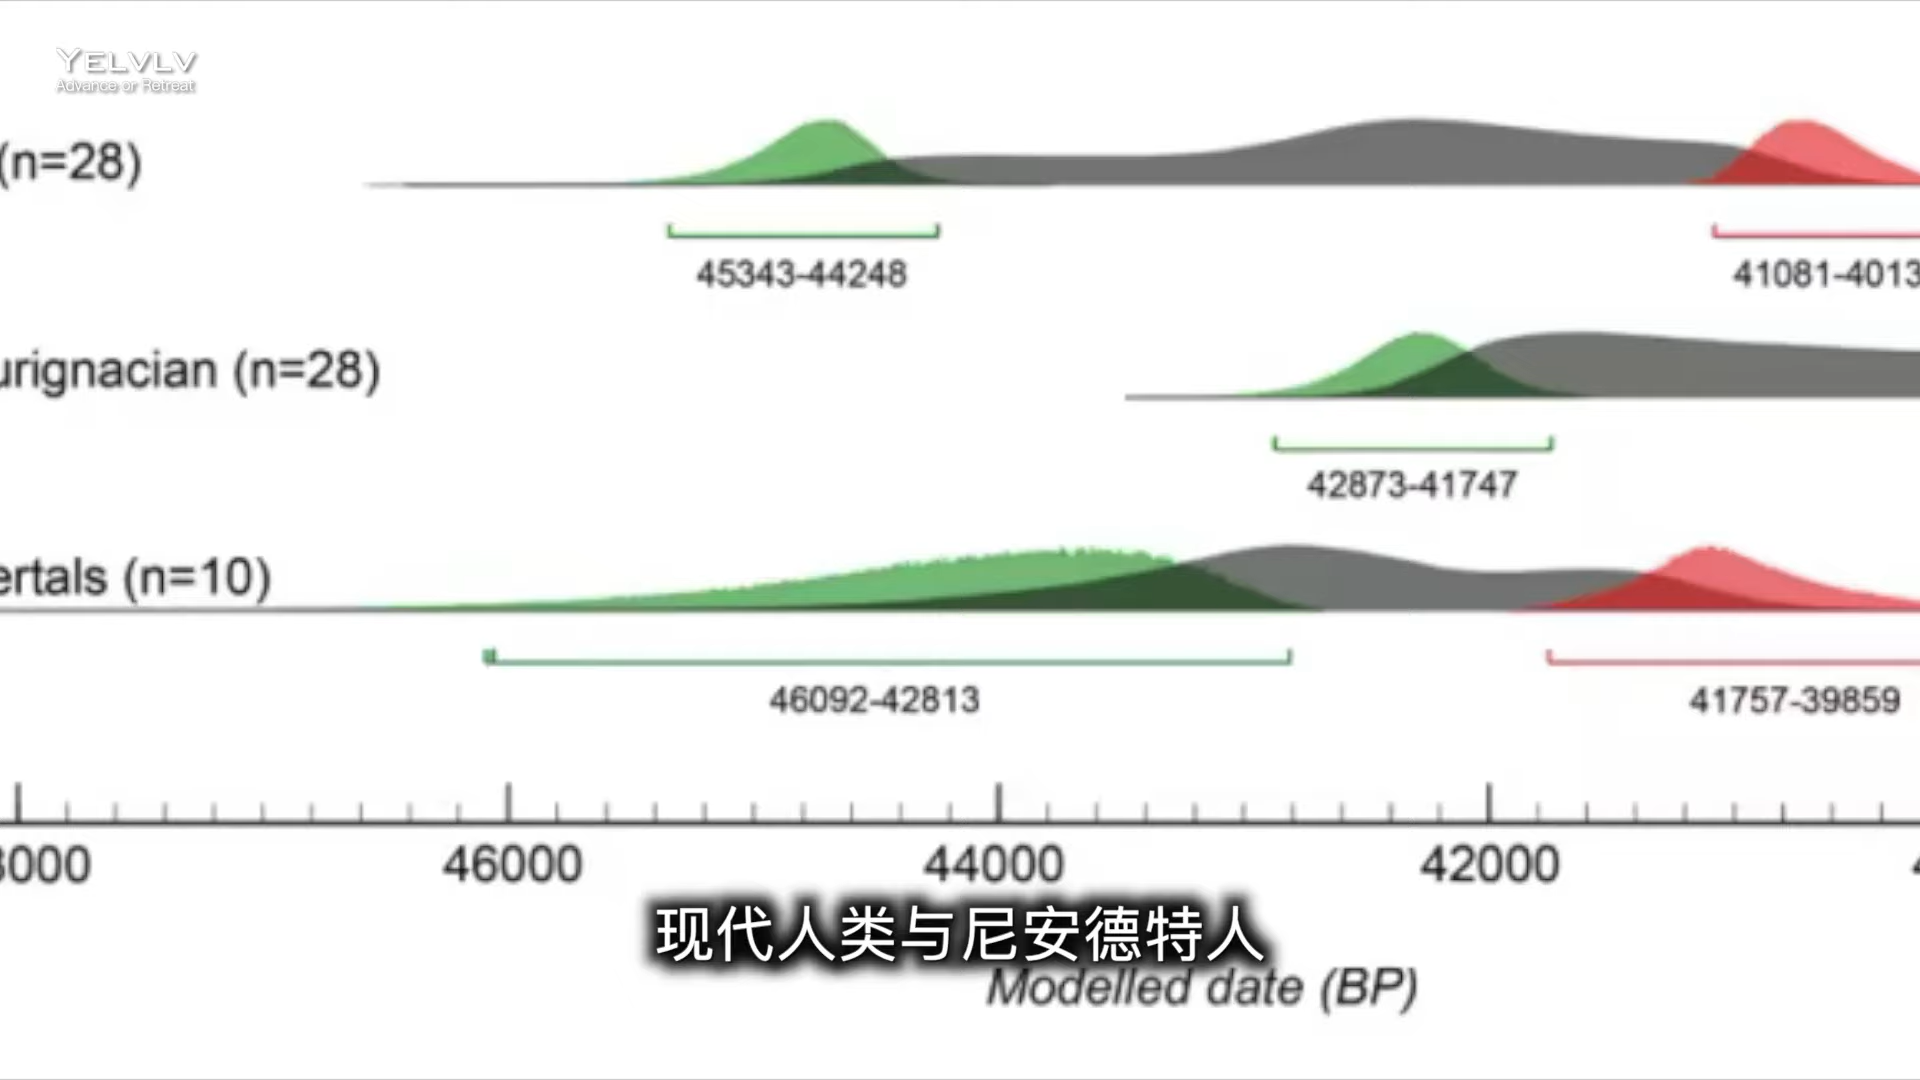 YELVLV
Advance or Retreat
(n=28)
45343-44248
41081-4013
urignacian (n=28)
42873-41747
ertals (n=10)
46092-42813
41757-39859
8000 46000 44000 42000
现代人类与尼安德特人
Modelled date (BP)